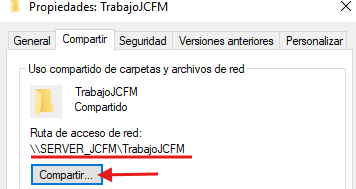 Propiedades: TrabajoJCFM
General
Compartir
Seguridad
Versiones anteriores
Personalizar
Uso compartido de carpetas y archivos de red
TrabajoJCFM
Compartido
Ruta de acceso de red:
\\SERVER_JCFM\TrabajoJCFM
Compartir...